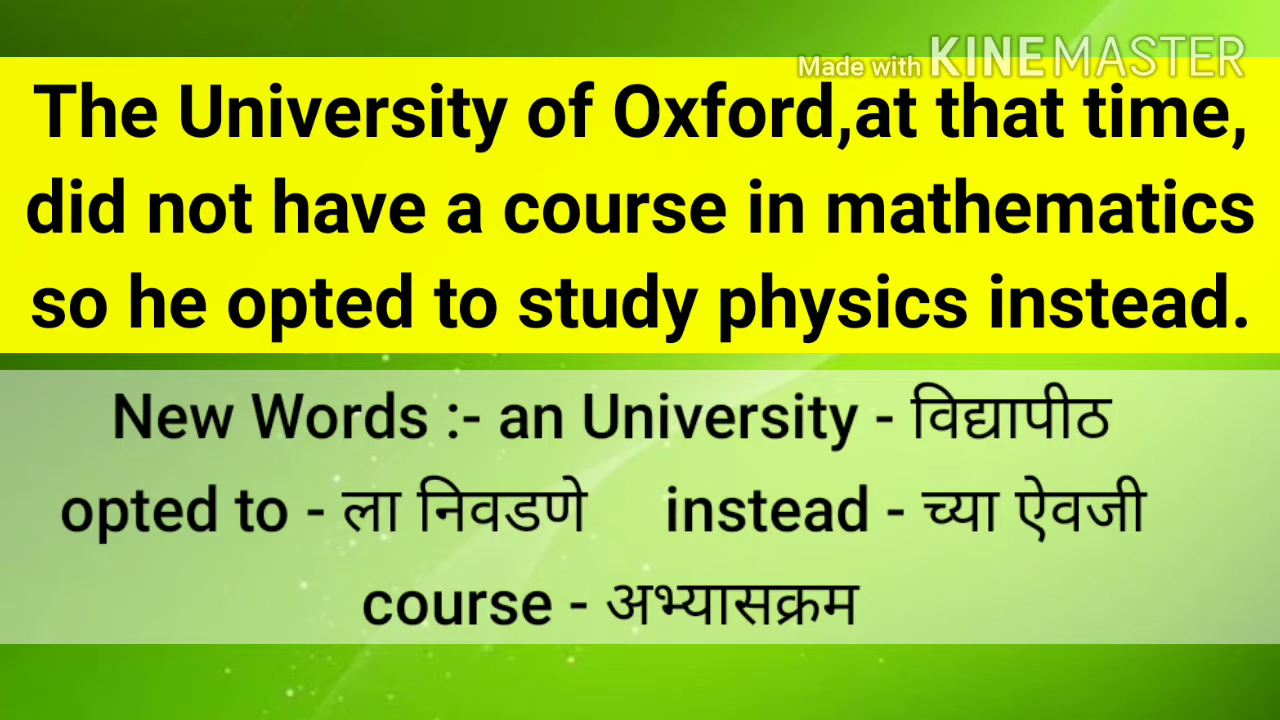 Made with KINEMASTER
The University of Oxford,at that time,
did not have a course in mathematics
so he opted to study physics instead.
New Words :- an University - विद्यापीठ
opted to - ला निवडणे instead - च्या ऐवजी
course - अभ्यासक्रम